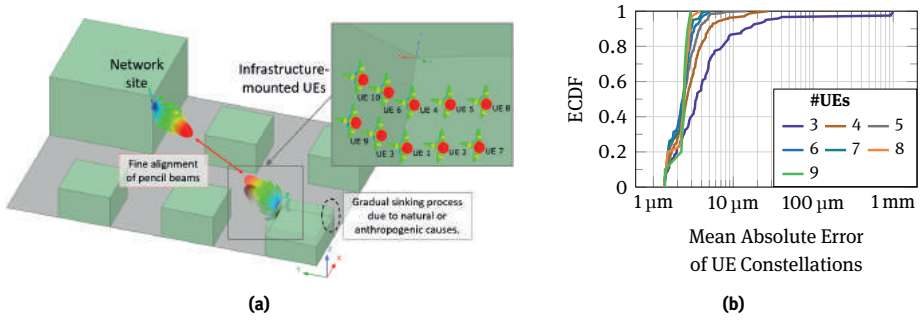 Network
site
Infrastructure-
mounted UEs
UE 10
UE 6
UE 4
UE 5
UE 8
UE 9
UE 3
UE 1
UE 2
UE 7
Fine alignment
of pencil beams
Gradual sinking process
due to natural or
anthropogenic causes.
Z
X
Y
(a)
ECDF
1
0.8
0.6
0.4
0.2
0
#UEs
3 4 5
6 7 8
9
1 µm 10 µm 100 µm 1 mm
Mean Absolute Error
of UE Constellations
(b)